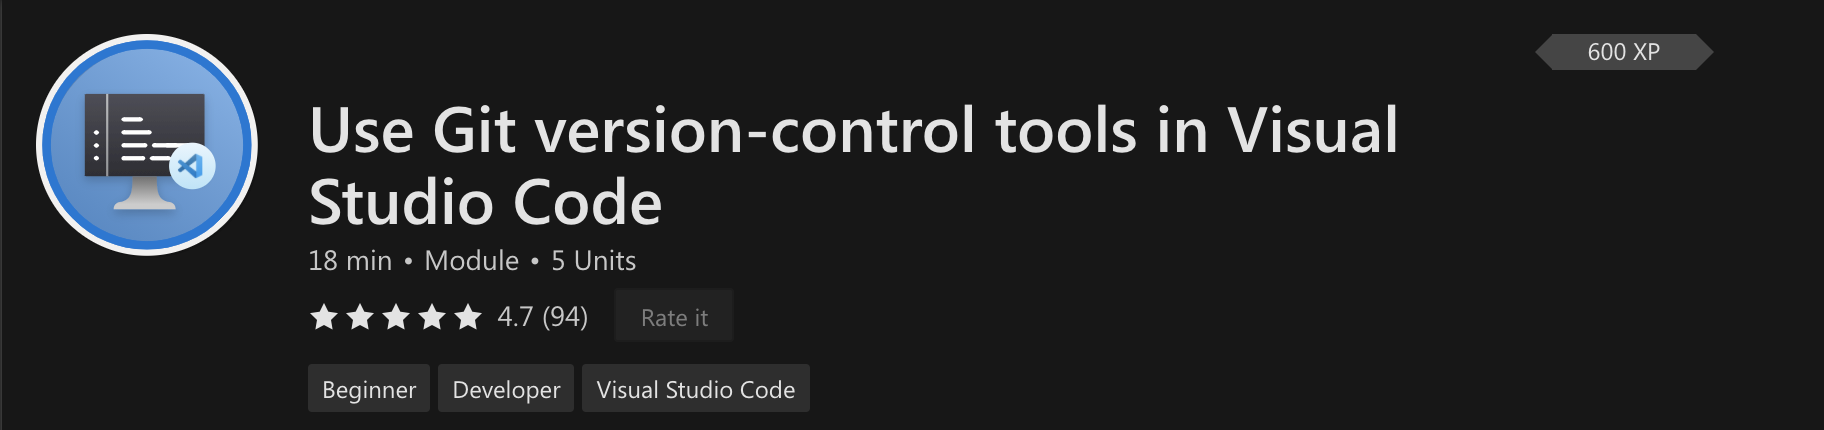 600 XP
Use Git version-control tools in Visual
Studio Code
18 min • Module • 5 Units
4.7 (94) Rate it
Beginner Developer Visual Studio Code